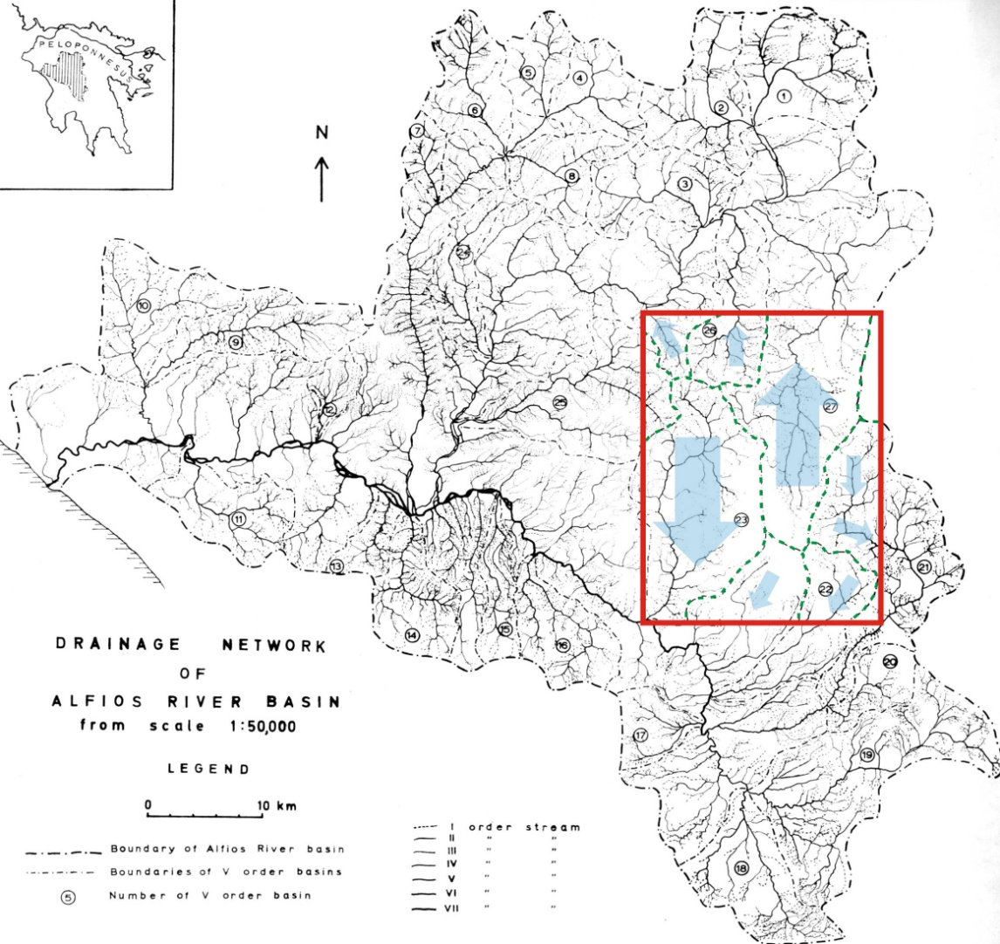 PELOPONNESUS
N
1
2
3
4
5
6
7
8
24
10
9
26
12
25
27
11
23
13
21
22
14
15
16
20
17
19
18
DRAINAGE NETWORK
OF
ALFIOS RIVER BASIN
from scale 1:50,000
LEGEND
0 10 km
Boundary of Alfios River basin
Boundaries of V order basins
5 Number of V order basin
I order stream
II " "
III " "
IV " "
V " "
VI " "
VII " "